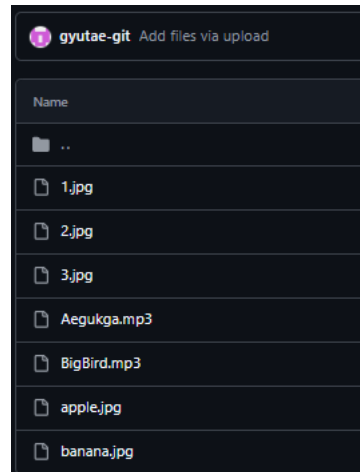 gyutae-git Add files via upload
Name
..
1.jpg
2.jpg
3.jpg
Aegukga.mp3
BigBird.mp3
apple.jpg
banana.jpg